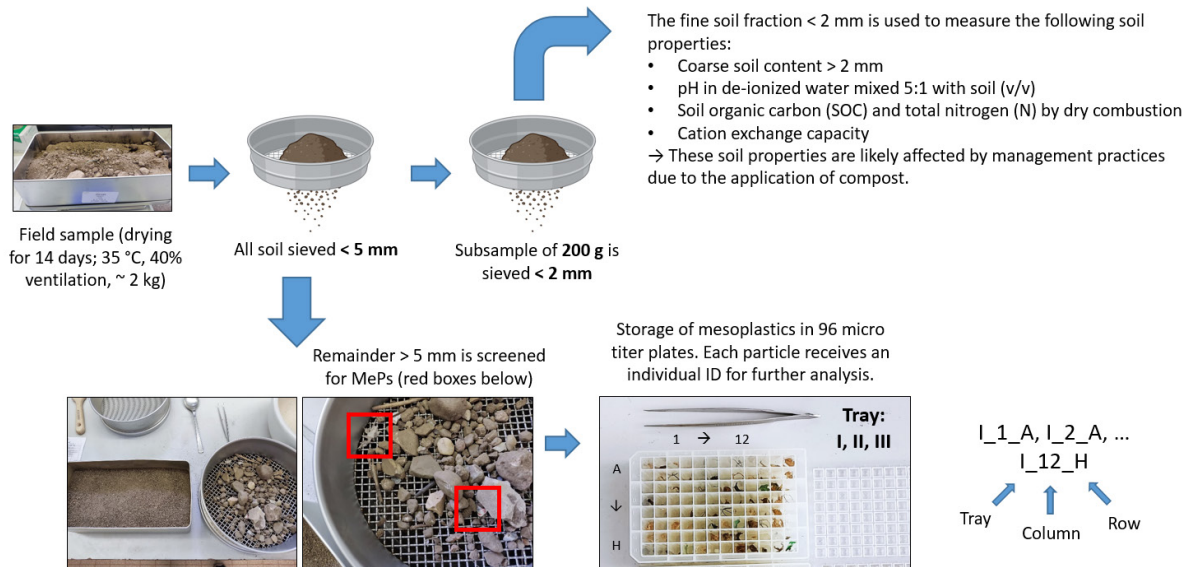 The fine soil fraction < 2 mm is used to measure the following soil
properties:
• Coarse soil content > 2 mm
• pH in de-ionized water mixed 5:1 with soil (v/v)
• Soil organic carbon (SOC) and total nitrogen (N) by dry combustion
• Cation exchange capacity
→ These soil properties are likely affected by management practices
due to the application of compost.
Field sample (drying
for 14 days; 35 °C, 40%
ventilation, ~ 2 kg)
All soil sieved < 5 mm
Subsample of 200 g is
sieved < 2 mm
Remainder > 5 mm is screened
for MePs (red boxes below)
Storage of mesoplastics in 96 micro
titer plates. Each particle receives an
individual ID for further analysis.
Tray:
I, II, III
1 → 12
A
↓
H
I_1_A, I_2_A, ...
I_12_H
Tray
Column
Row